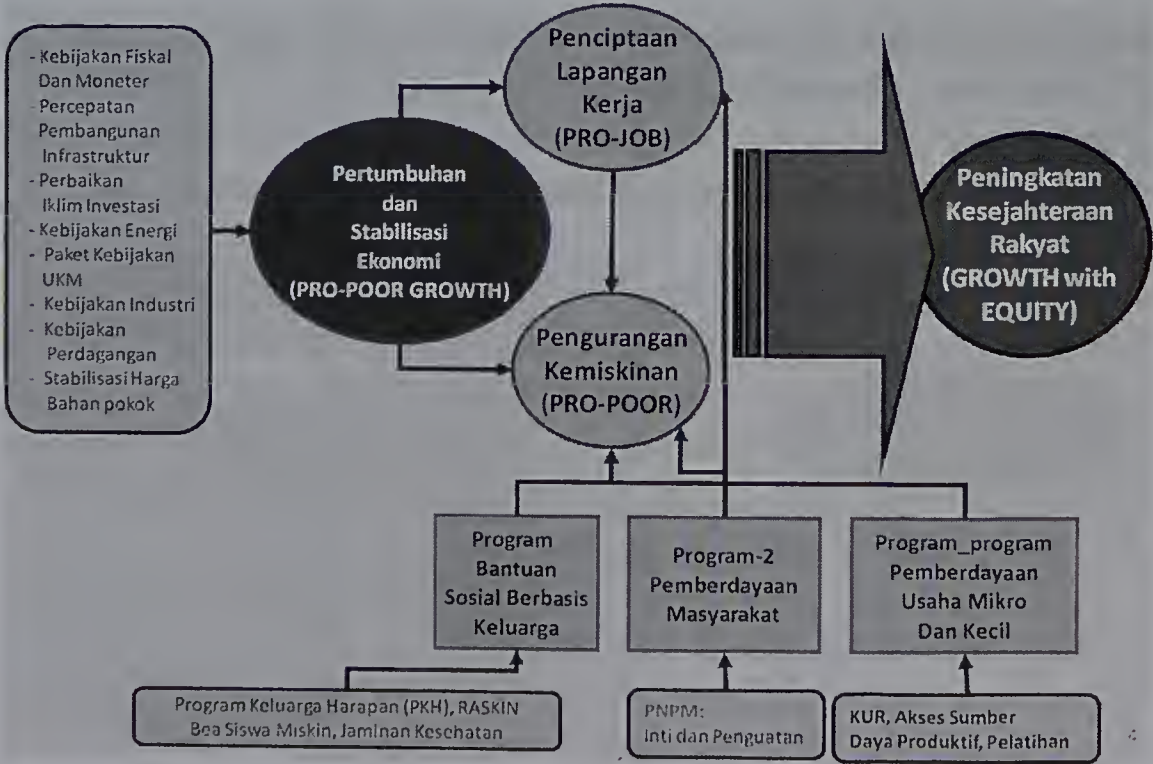 - Kebijakan Fiskal
Dan Moneter
- Percepatan
Pembangunan
Infrastruktur
- Perbaikan
Iklim Investasi
- Kebijakan Energi
- Paket Kebijakan
UKM
- Kebijakan Industri
- Kebijakan
Perdagangan
- Stabilisasi Harga
Bahan pokok
Pertumbuhan
dan
Stabilisasi
Ekonomi
(PRO-POOR GROWTH)
Penciptaan
Lapangan
Kerja
(PRO-JOB)
Pengurangan
Kemiskinan
(PRO-POOR)
Peningkatan
Kesejahteraan
Rakyat
(GROWTH with
EQUITY)
Program
Bantuan
Sosial Berbasis
Keluarga
Program-2
Pemberdayaan
Masyarakat
Program_program
Pemberdayaan
Usaha Mikro
Dan Kecil
Program Keluarga Harapan (PKH), RASKIN
Bea Siswa Miskin, Jaminan Kesehatan
PNPM:
Inti dan Penguatan
KUR, Akses Sumber
Daya Produktif, Pelatihan